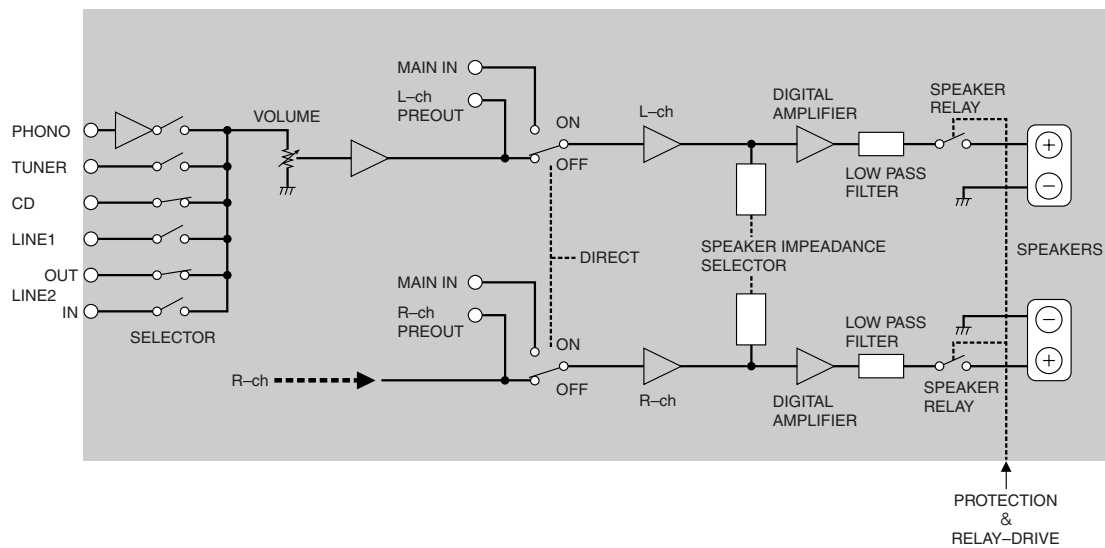 MAIN IN
L–ch
PREOUT
ON
OFF
L–ch
DIGITAL
AMPLIFIER
SPEAKER
RELAY
PHONO
VOLUME
TUNER
CD
LINE1
OUT
LINE2
IN
SELECTOR
+
−
LOW PASS
FILTER
DIRECT
SPEAKER IMPEADANCE
SELECTOR
SPEAKERS
MAIN IN
R–ch
PREOUT
ON
OFF
R–ch
R–ch
LOW PASS
FILTER
DIGITAL
AMPLIFIER
SPEAKER
RELAY
−
+
PROTECTION
&
RELAY–DRIVE